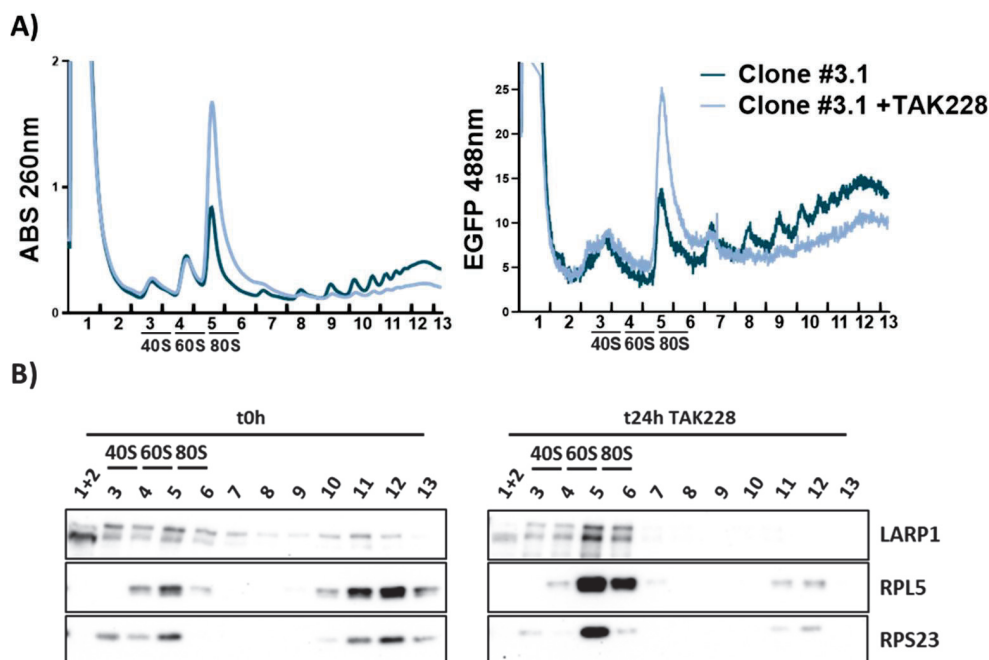 A)
2
1
0
ABS 260nm
1 2 3 4 5 6 7 8 9 10 11 12 13
40S 60S 80S
25
20
15
10
5
0
EGFP 488nm
Clone #3.1
Clone #3.1 +TAK228
1 2 3 4 5 6 7 8 9 10 11 12 13
40S 60S 80S
B)
t0h
40S 60S 80S
1+2 3 4 5 6 7 8 9 10 11 12 13
t24h TAK228
40S 60S 80S
1+2 3 4 5 6 7 8 9 10 11 12 13
LARP1
RPL5
RPS23